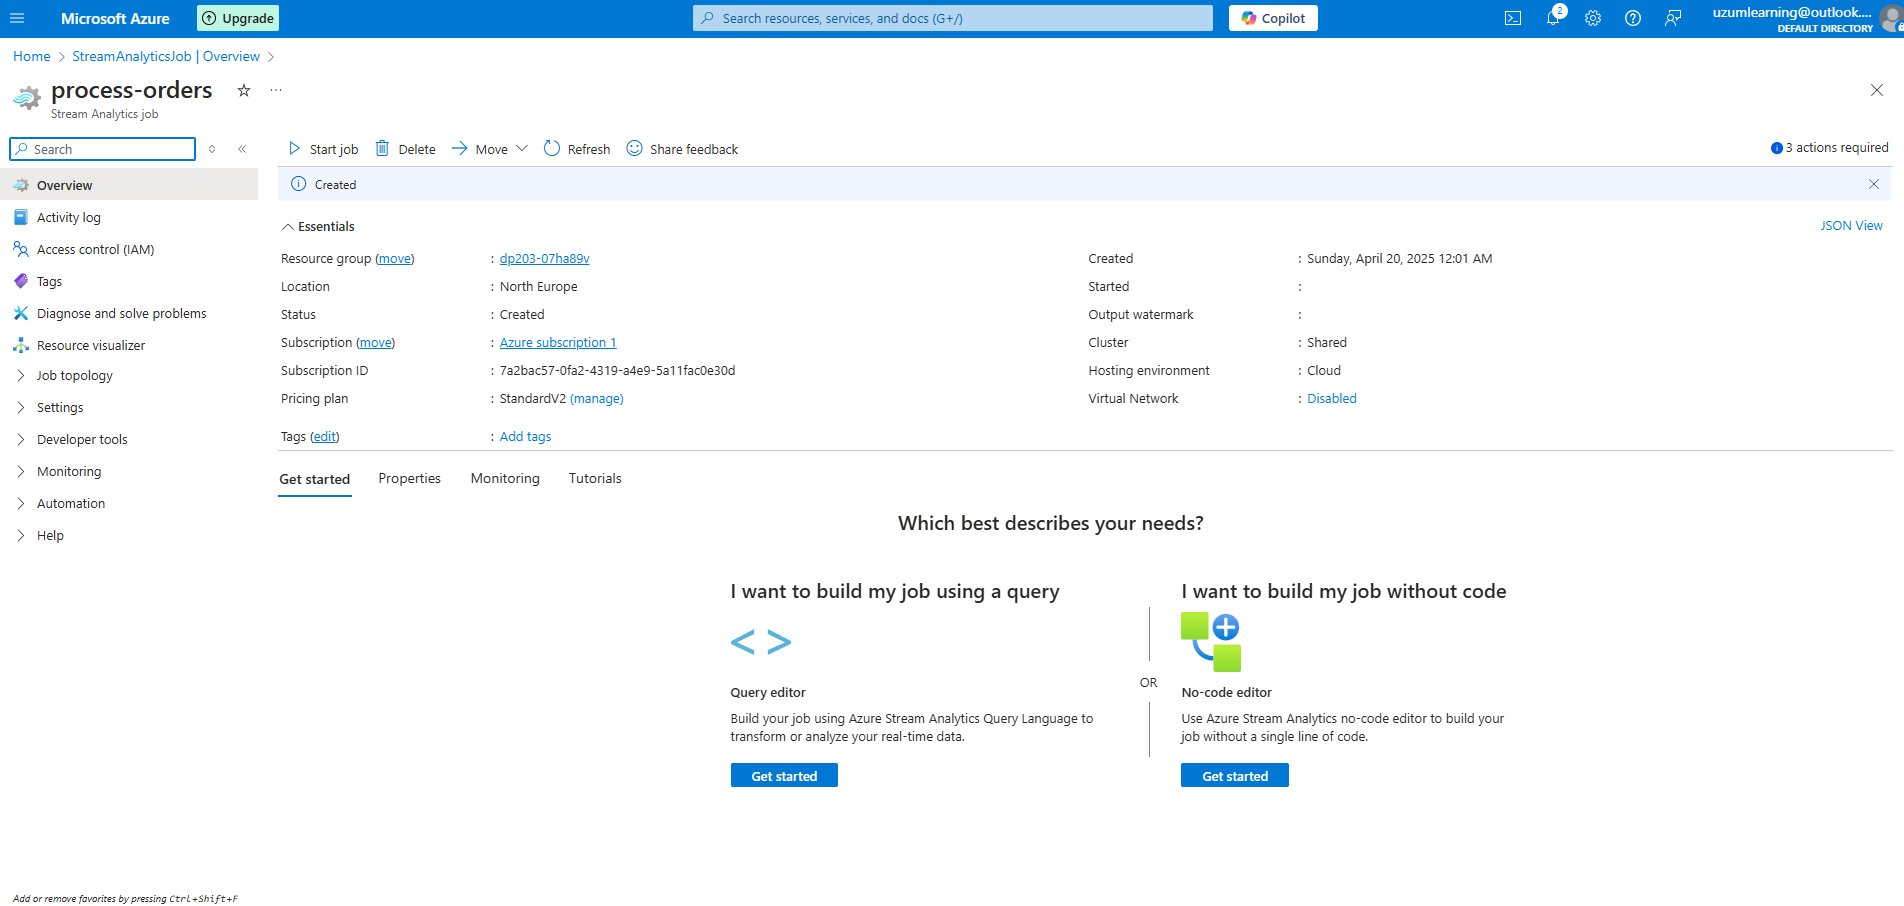 Microsoft Azure
Upgrade
Search resources, services, and docs (G+/)
Copilot
2
uzumlearning@outlook....
DEFAULT DIRECTORY
Home > StreamAnalyticsJob | Overview >
process-orders
...
Stream Analytics job
Search
Start job
Delete
Move
Refresh
Share feedback
3 actions required
Overview
Activity log
Access control (IAM)
Tags
Diagnose and solve problems
Resource visualizer
Job topology
Settings
Developer tools
Monitoring
Automation
Help
Created
Essentials
JSON View
Resource group (move) : dp203-07ha89v
Location : North Europe
Status : Created
Subscription (move) : Azure subscription 1
Subscription ID : 7a2bac57-0fa2-4319-a4e9-5a11fac0e30d
Pricing plan : StandardV2 (manage)
Tags (edit) : Add tags
Created : Sunday, April 20, 2025 12:01 AM
Started :
Output watermark :
Cluster : Shared
Hosting environment : Cloud
Virtual Network : Disabled
Get started
Properties
Monitoring
Tutorials
Which best describes your needs?
I want to build my job using a query
Query editor
Build your job using Azure Stream Analytics Query Language to
transform or analyze your real-time data.
Get started
OR
I want to build my job without code
No-code editor
Use Azure Stream Analytics no-code editor to build your
job without a single line of code.
Get started
Add or remove favorites by pressing Ctrl+Shift+F